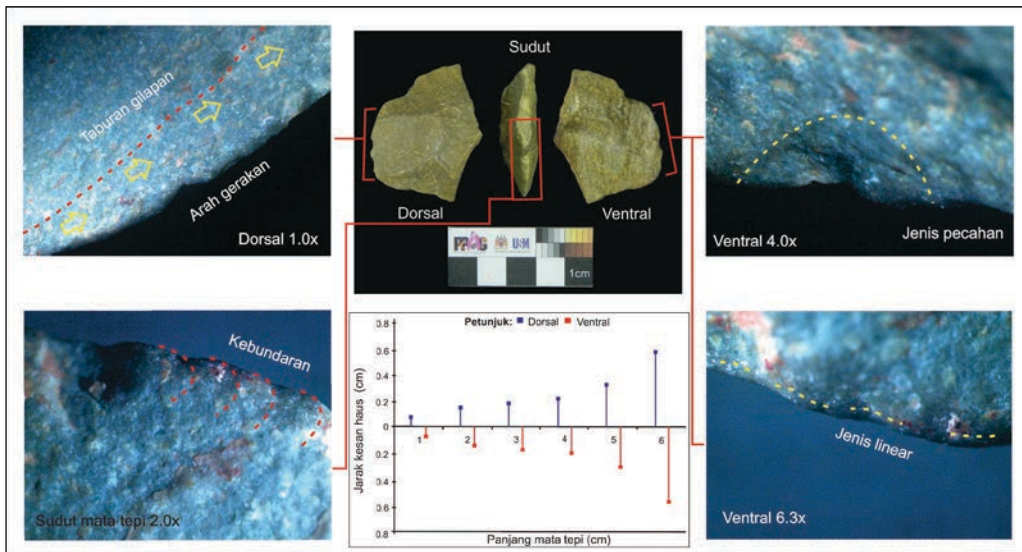 Taburan gilapan
Arah gerakan
Dorsal 1.0x
Sudut
Dorsal
Ventral
USM
1cm
Ventral 4.0x
Jenis pecahan
Kebundaran
Sudut mata tepi 2.0x
Petunjuk: Dorsal Ventral
Jarak kesan haus (cm)
0.8
0.6
0.4
0.2
0
0.2
0.4
0.6
0.8
1 2 3 4 5 6
Panjang mata tepi (cm)
Jenis linear
Ventral 6.3x